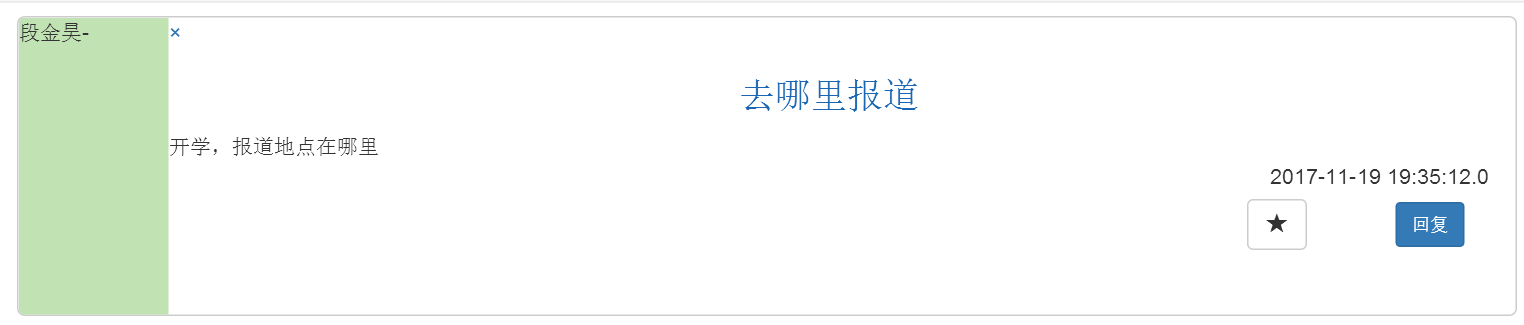 段金昊- ×
去哪里报道
开学，报道地点在哪里
2017-11-19 19:35:12.0
★ 回复